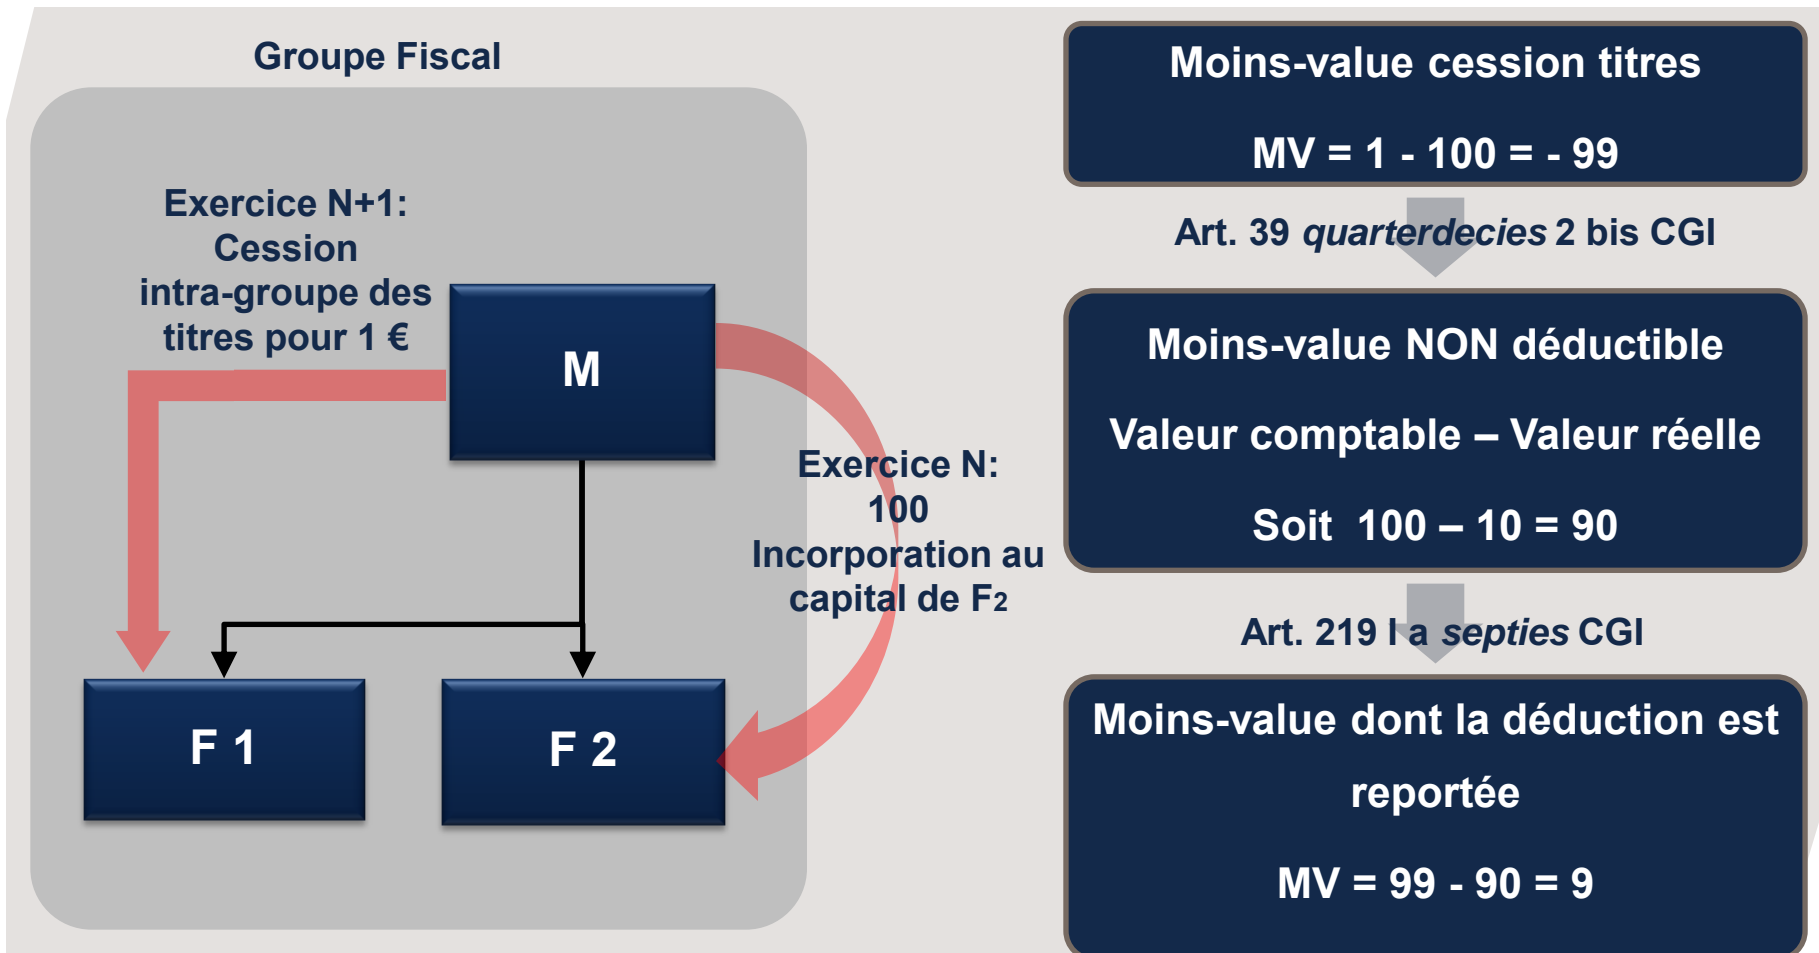 Groupe Fiscal
Exercice N+1:
Cession
intra-groupe des
titres pour 1 €
M
Exercice N:
100
Incorporation au
capital de F2
F 1
F 2
Moins-value cession titres
MV = 1 - 100 = - 99
Art. 39 quarterdecies 2 bis CGI
Moins-value NON déductible
Valeur comptable – Valeur réelle
Soit 100 – 10 = 90
Art. 219 I a septies CGI
Moins-value dont la déduction est
reportée
MV = 99 - 90 = 9